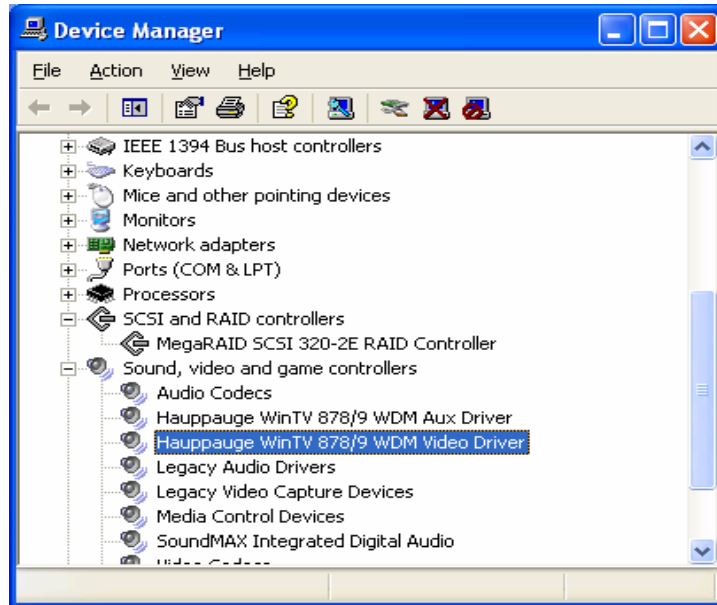 Device Manager
File Action View Help
IEEE 1394 Bus host controllers
Keyboards
Mice and other pointing devices
Monitors
Network adapters
Ports (COM & LPT)
Processors
SCSI and RAID controllers
MegaRAID SCSI 320-2E RAID Controller
Sound, video and game controllers
Audio Codecs
Hauppauge WinTV 878/9 WDM Aux Driver
Hauppauge WinTV 878/9 WDM Video Driver
Legacy Audio Drivers
Legacy Video Capture Devices
Media Control Devices
SoundMAX Integrated Digital Audio
Video Codecs